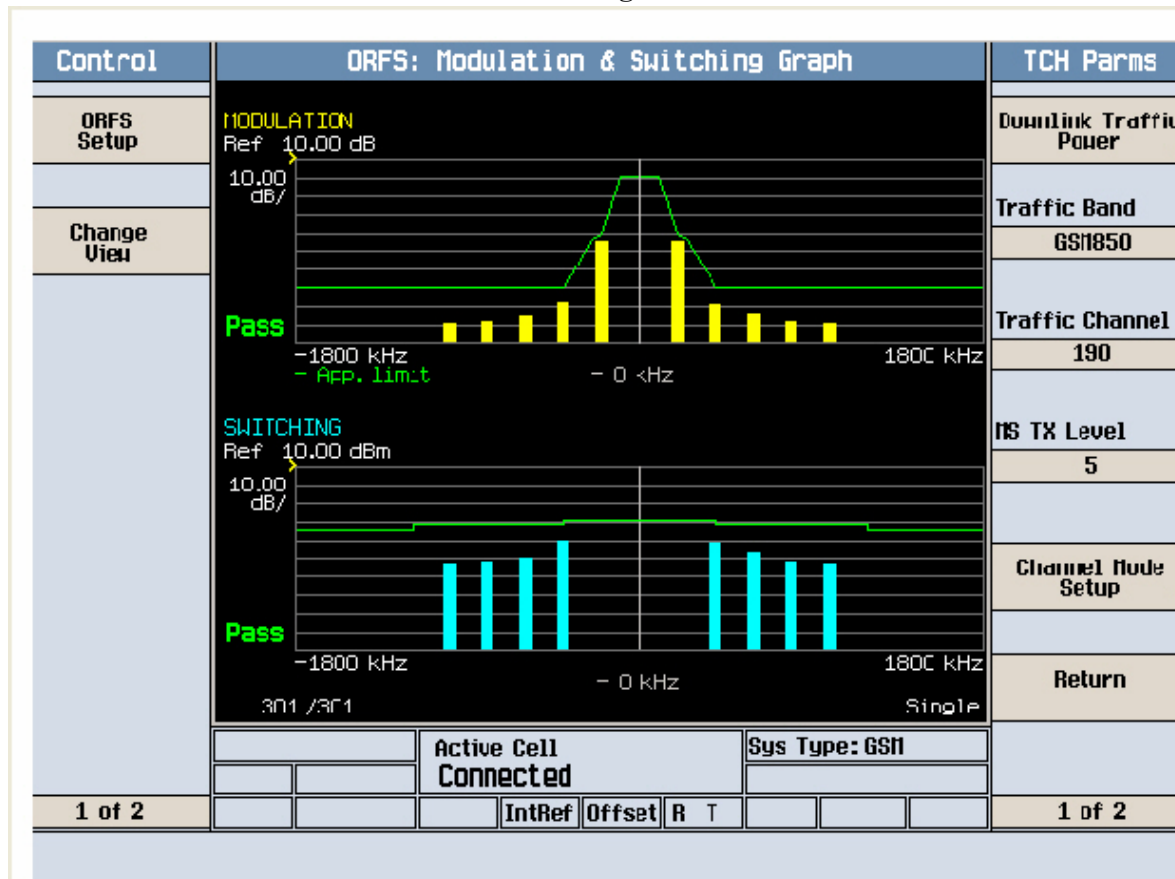 Control
ORFS: Modulation & Switching Graph
TCH Parms
ORFS
Setup
Change
View
1 of 2
MODULATION
Ref 10.00 dB
10.00
dB/
Pass
-1800 kHz
1800 kHz
- App. limit
- 0 kHz
SWITCHING
Ref 10.00 dBm
10.00
dB/
Pass
-1800 kHz
1800 kHz
- 0 kHz
301 /301
Single
Active Cell
Connected
Sys Type: GSM
IntRef
Offset
R T
Downlink Traffic
Power
Traffic Band
GSM850
Traffic Channel
190
MS TX Level
5
Channel Mode
Setup
Return
1 of 2